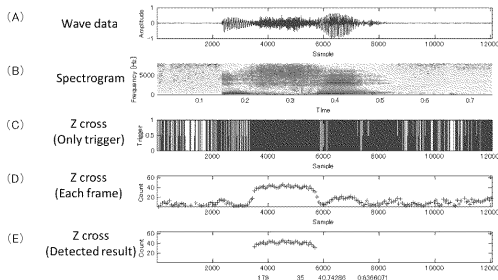 (A) Wave data
Amplitude
1
0
-1
2000 4000 6000 8000 10000 12000
Sample
(B) Spectrogram
Frequency [Hz]
5000
0
0.1 0.2 0.3 0.4 0.5 0.6 0.7
Time
(C) Z cross
(Only trigger)
Trigger
1
0.5
0
2000 4000 6000 8000 10000 12000
Sample
(D) Z cross
(Each frame)
Count
60
40
20
0
2000 4000 6000 8000 10000 12000
Sample
(E) Z cross
(Detected result)
Count
60
40
20
0
2000 4000 6000 8000 10000 12000
179 35 40.74286 0.6366071